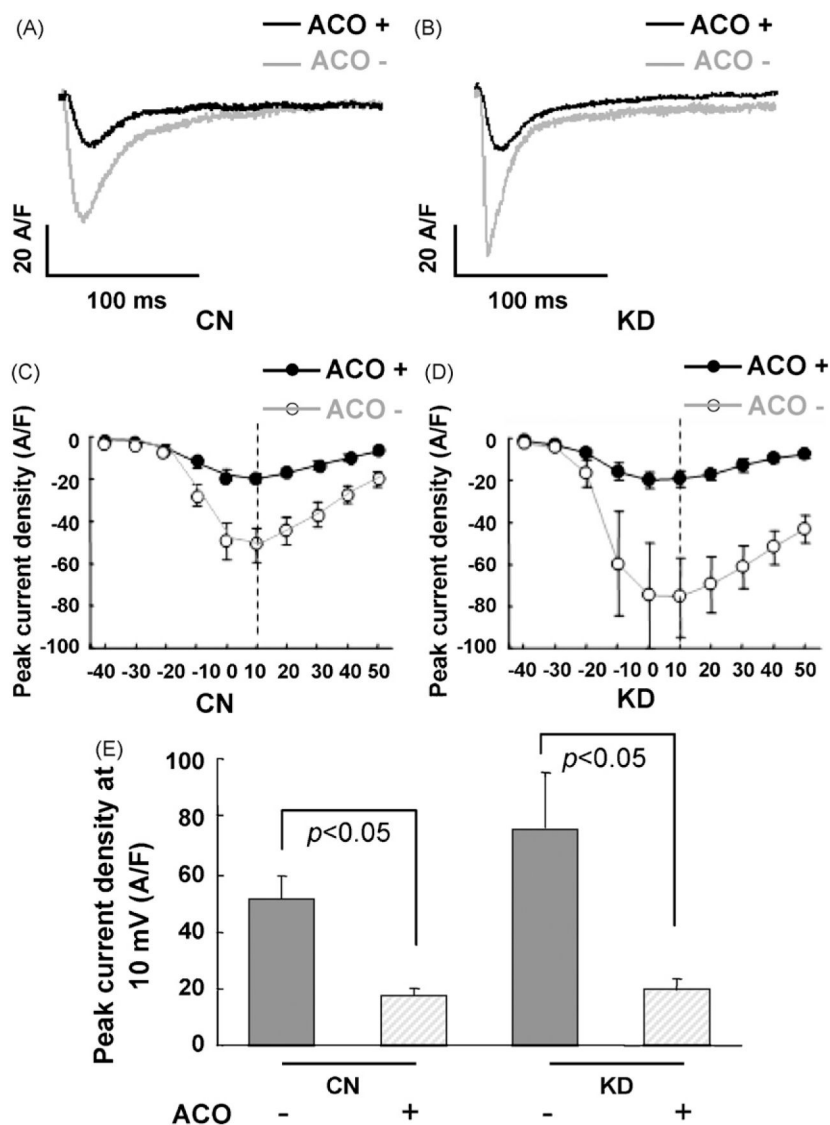 (A)
ACO +
ACO -
20 A/F
100 ms
CN
(B)
ACO +
ACO -
20 A/F
100 ms
KD
(C)
ACO +
ACO -
Peak current density (A/F)
0
-20
-40
-60
-80
-100
-40 -30 -20 -10 0 10 20 30 40 50
CN
(D)
ACO +
ACO -
Peak current density (A/F)
0
-20
-40
-60
-80
-100
-40 -30 -20 -10 0 10 20 30 40 50
KD
(E)
Peak current density at
10 mV (A/F)
100
80
60
40
20
0
p<0.05
p<0.05
CN KD
ACO - + - +